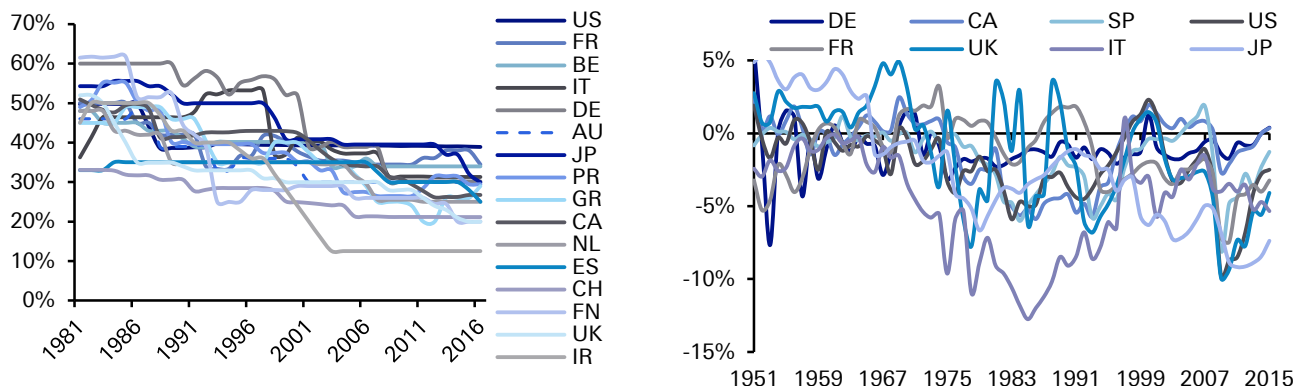 70%
60%
50%
40%
30%
20%
10%
0%
1981
1986
1991
1996
2001
2006
2011
2016
US
FR
BE
IT
DE
AU
JP
PR
GR
CA
NL
ES
CH
FN
UK
IR
DE CA SP US
FR UK IT JP
5%
0%
-5%
-10%
-15%
1951 1959 1967 1975 1983 1991 1999 2007 2015